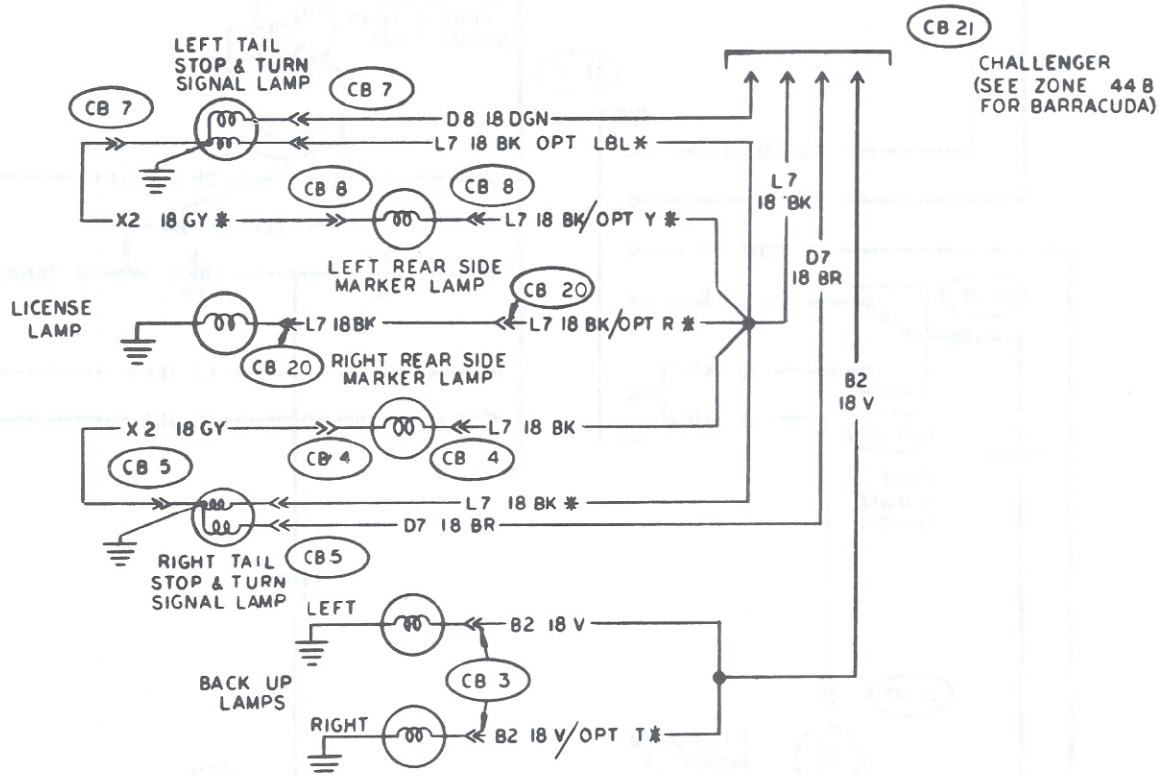 CB 21
LEFT TAIL
STOP & TURN
SIGNAL LAMP
CHALLENGER
(SEE ZONE 44B
FOR BARRACUDA)
CB 7
CB 7
D8 18 DGN
L7 18 BK OPT LBL*
CB 8
CB 8
L7
18 BK
X2 18 GY *
L7 18 BK/OPT Y *
D7
18 BR
LEFT REAR SIDE
MARKER LAMP
CB 20
LICENSE
LAMP
L7 18BK
L7 18 BK/OPT R *
CB 20
RIGHT REAR SIDE
MARKER LAMP
B2
18 V
X2 18 GY
L7 18 BK
CB 5
CB 4
CB 4
L7 18 BK *
D7 18 BR
CB 5
RIGHT TAIL
STOP & TURN
SIGNAL LAMP
LEFT
B2 18 V
BACK UP
LAMPS
CB 3
RIGHT
B2 18 V/OPT T*